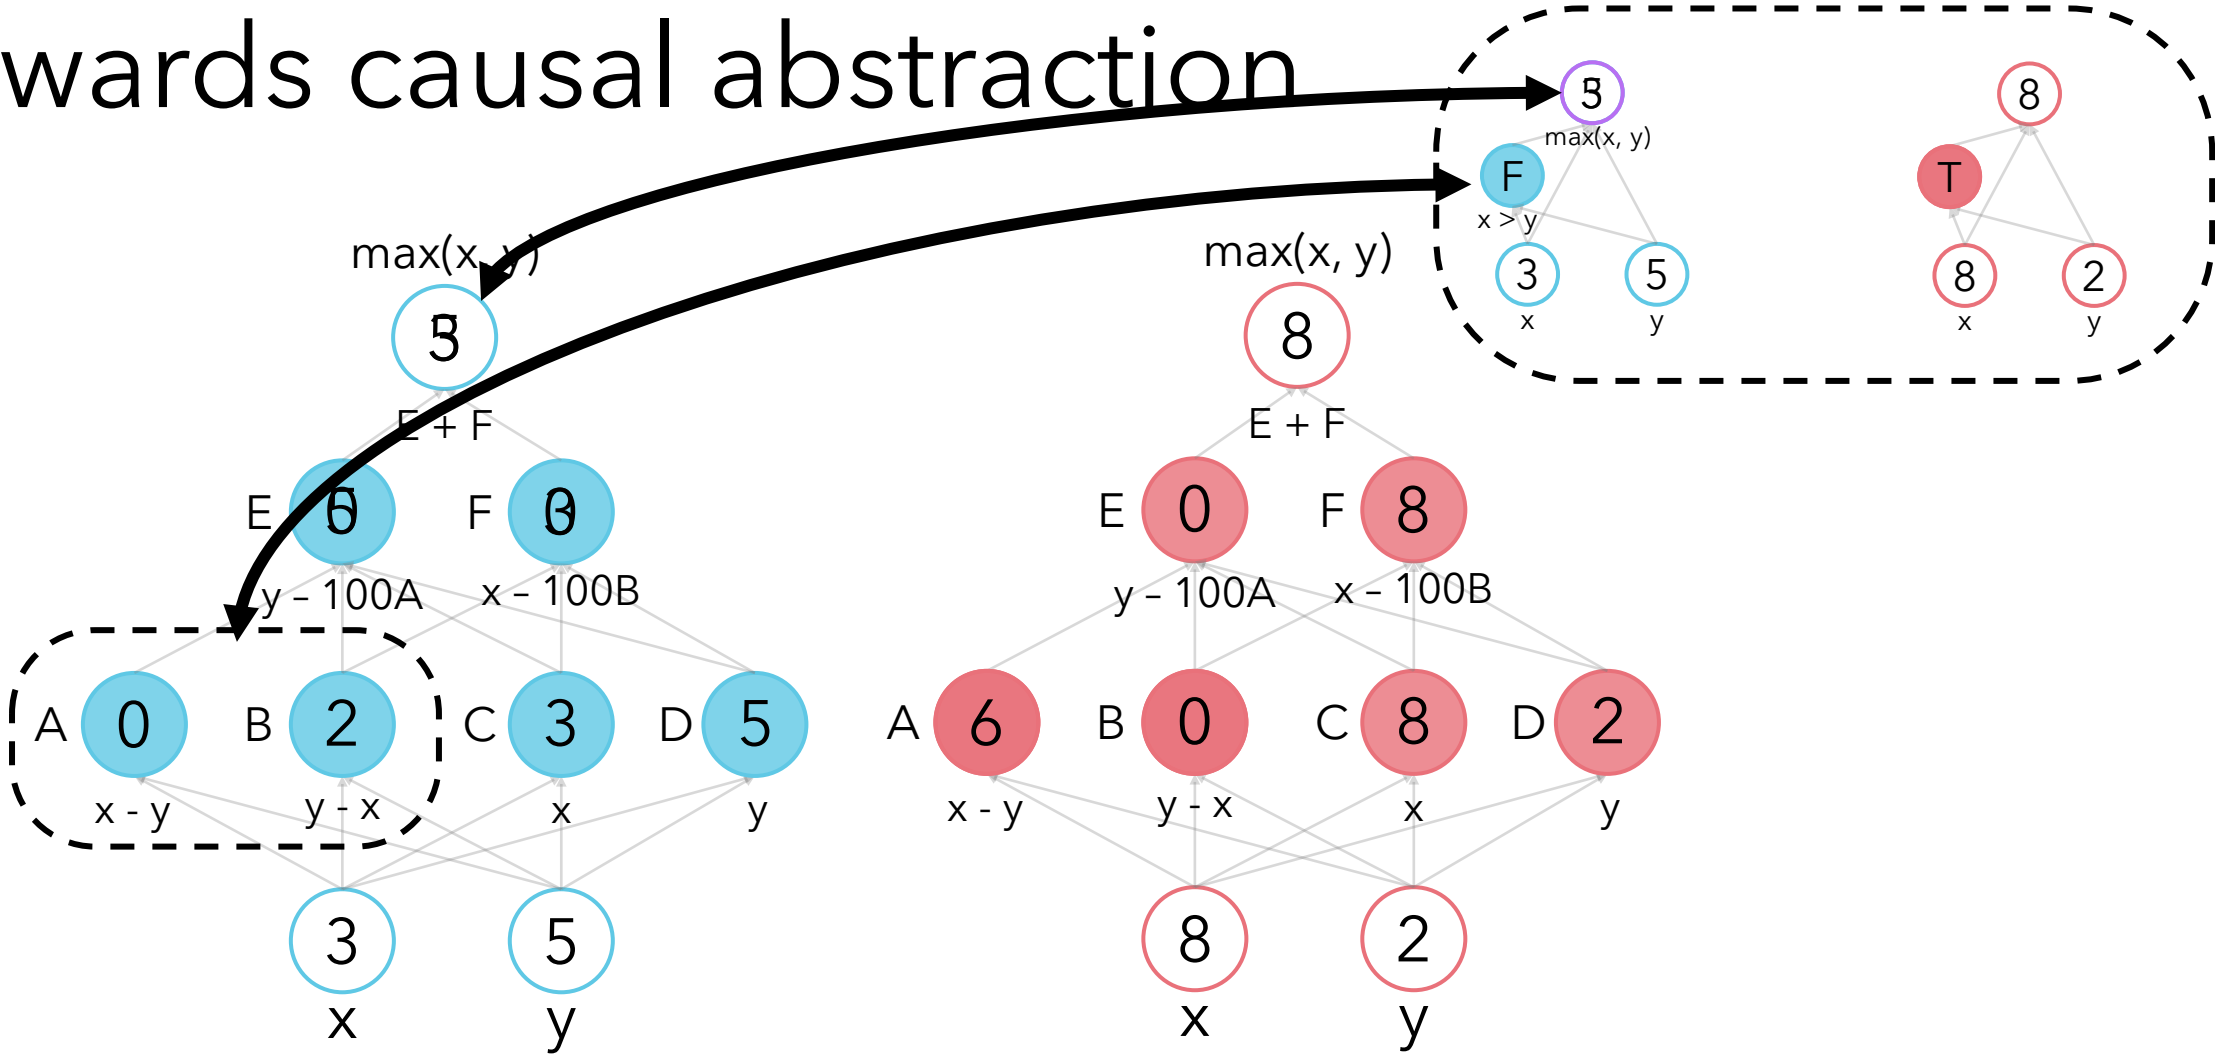 wards causal abstraction
max(x, y)
F
x > y
3
5
x
y
8
T
8
2
x
y
max(x, y)
E + F
E
F
y – 100A
x – 100B
A
0
B
2
C
3
D
5
x - y
y - x
x
y
3
5
x
y
max(x, y)
8
E + F
E
0
F
8
y – 100A
x – 100B
A
6
B
0
C
8
D
2
x - y
y - x
x
y
8
2
x
y